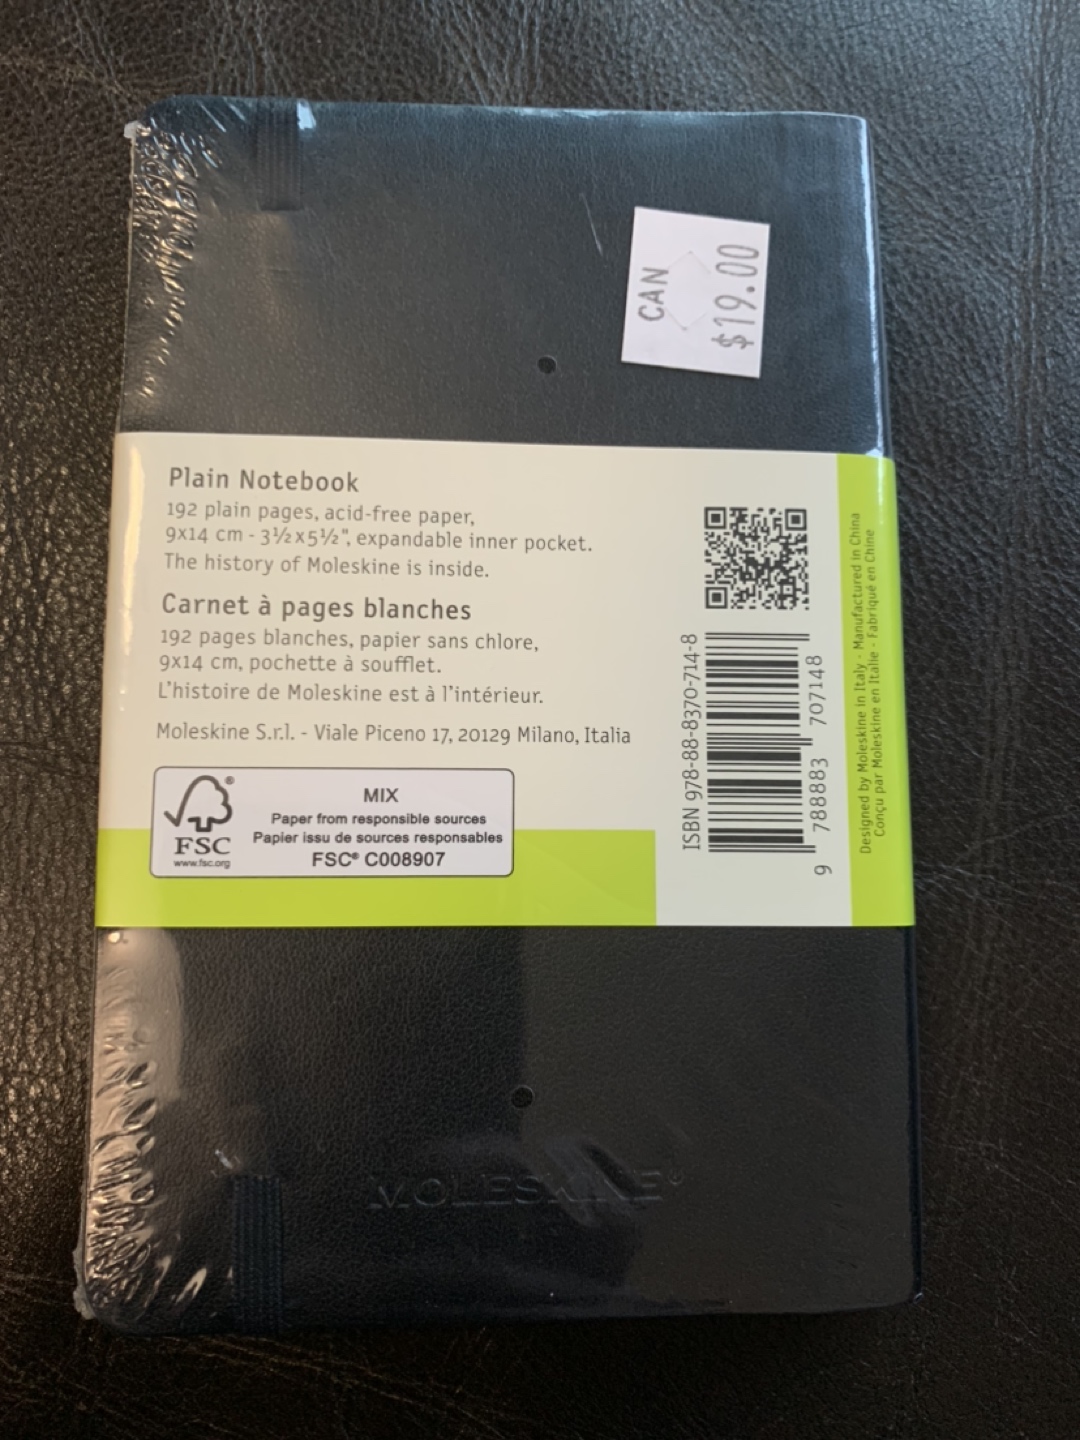 CAN
$19.00
Plain Notebook
192 plain pages, acid-free paper,
9x14 cm - 3½x5½", expandable inner pocket.
The history of Moleskine is inside.
Carnet à pages blanches
192 pages blanches, papier sans chlore,
9x14 cm, pochette à soufflet.
L'histoire de Moleskine est à l'intérieur.
Moleskine S.r.l. - Viale Piceno 17, 20129 Milano, Italia
FSC®
www.fsc.org
MIX
Paper from responsible sources
Papier issu de sources responsables
FSC® C008907
ISBN 978-88-8370-714-8
9 788883 707148
Designed by Moleskine in Italy - Manufactured in China
Conçu par Moleskine en Italie - Fabriqué en Chine
MOLESKINE®